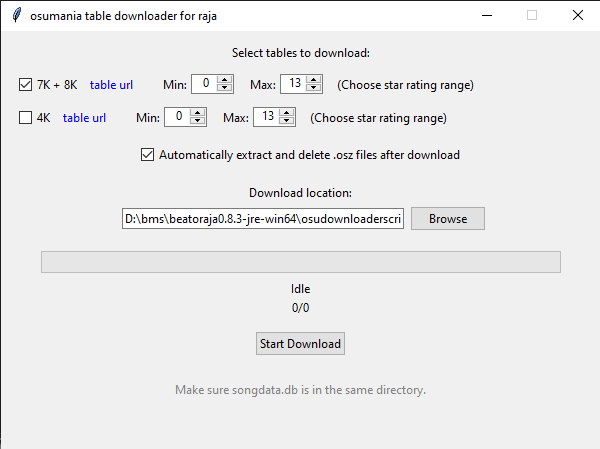 osumania table downloader for raja
Select tables to download:
7K + 8K table url Min: 0 Max: 13 (Choose star rating range)
4K table url Min: 0 Max: 13 (Choose star rating range)
Automatically extract and delete .osz files after download
Download location:
D:\bms\beatoraja0.8.3-jre-win64\osudownloaderscri Browse
Idle
0/0
Start Download
Make sure songdata.db is in the same directory.